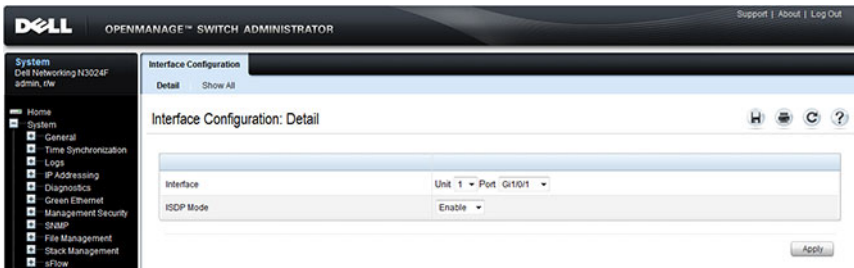 Support | About | Log Out
DELL OPENMANAGE™ SWITCH ADMINISTRATOR
System
Dell Networking N3024F
admin, r/w
Home
System
General
Time Synchronization
Logs
IP Addressing
Diagnostics
Green Ethernet
Management Security
SNMP
File Management
Stack Management
sFlow
Interface Configuration
Detail Show All
Interface Configuration: Detail
Interface Unit 1 Port Gi1/0/1
ISDP Mode Enable
Apply